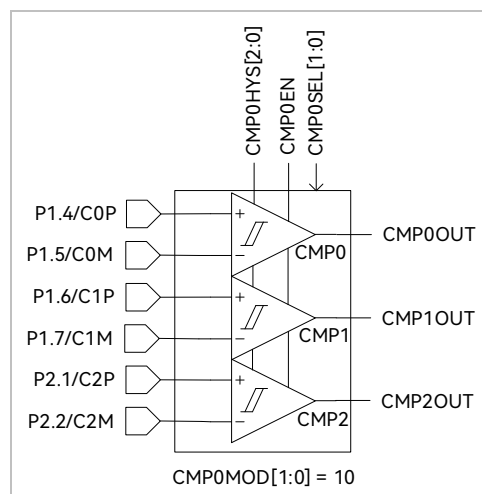 CMP0HYS[2:0]
CMP0EN
CMP0SEL[1:0]
P1.4/C0P
+
CMP0
CMP0OUT
P1.5/C0M
−
P1.6/C1P
+
CMP1
CMP1OUT
P1.7/C1M
−
P2.1/C2P
+
CMP2
CMP2OUT
P2.2/C2M
−
CMP0MOD[1:0] = 10